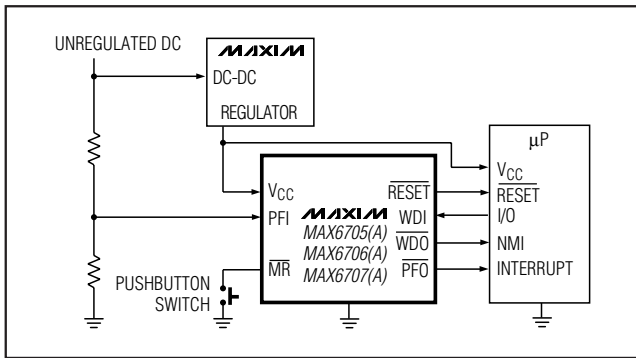 UNREGULATED DC
MAXIM
DC-DC
REGULATOR
µP
VCC
RESET
I/O
NMI
INTERRUPT
VCC
PFI
MR
MAXIM
MAX6705(A)
MAX6706(A)
MAX6707(A)
RESET
WDI
WDO
PFO
PUSHBUTTON
SWITCH